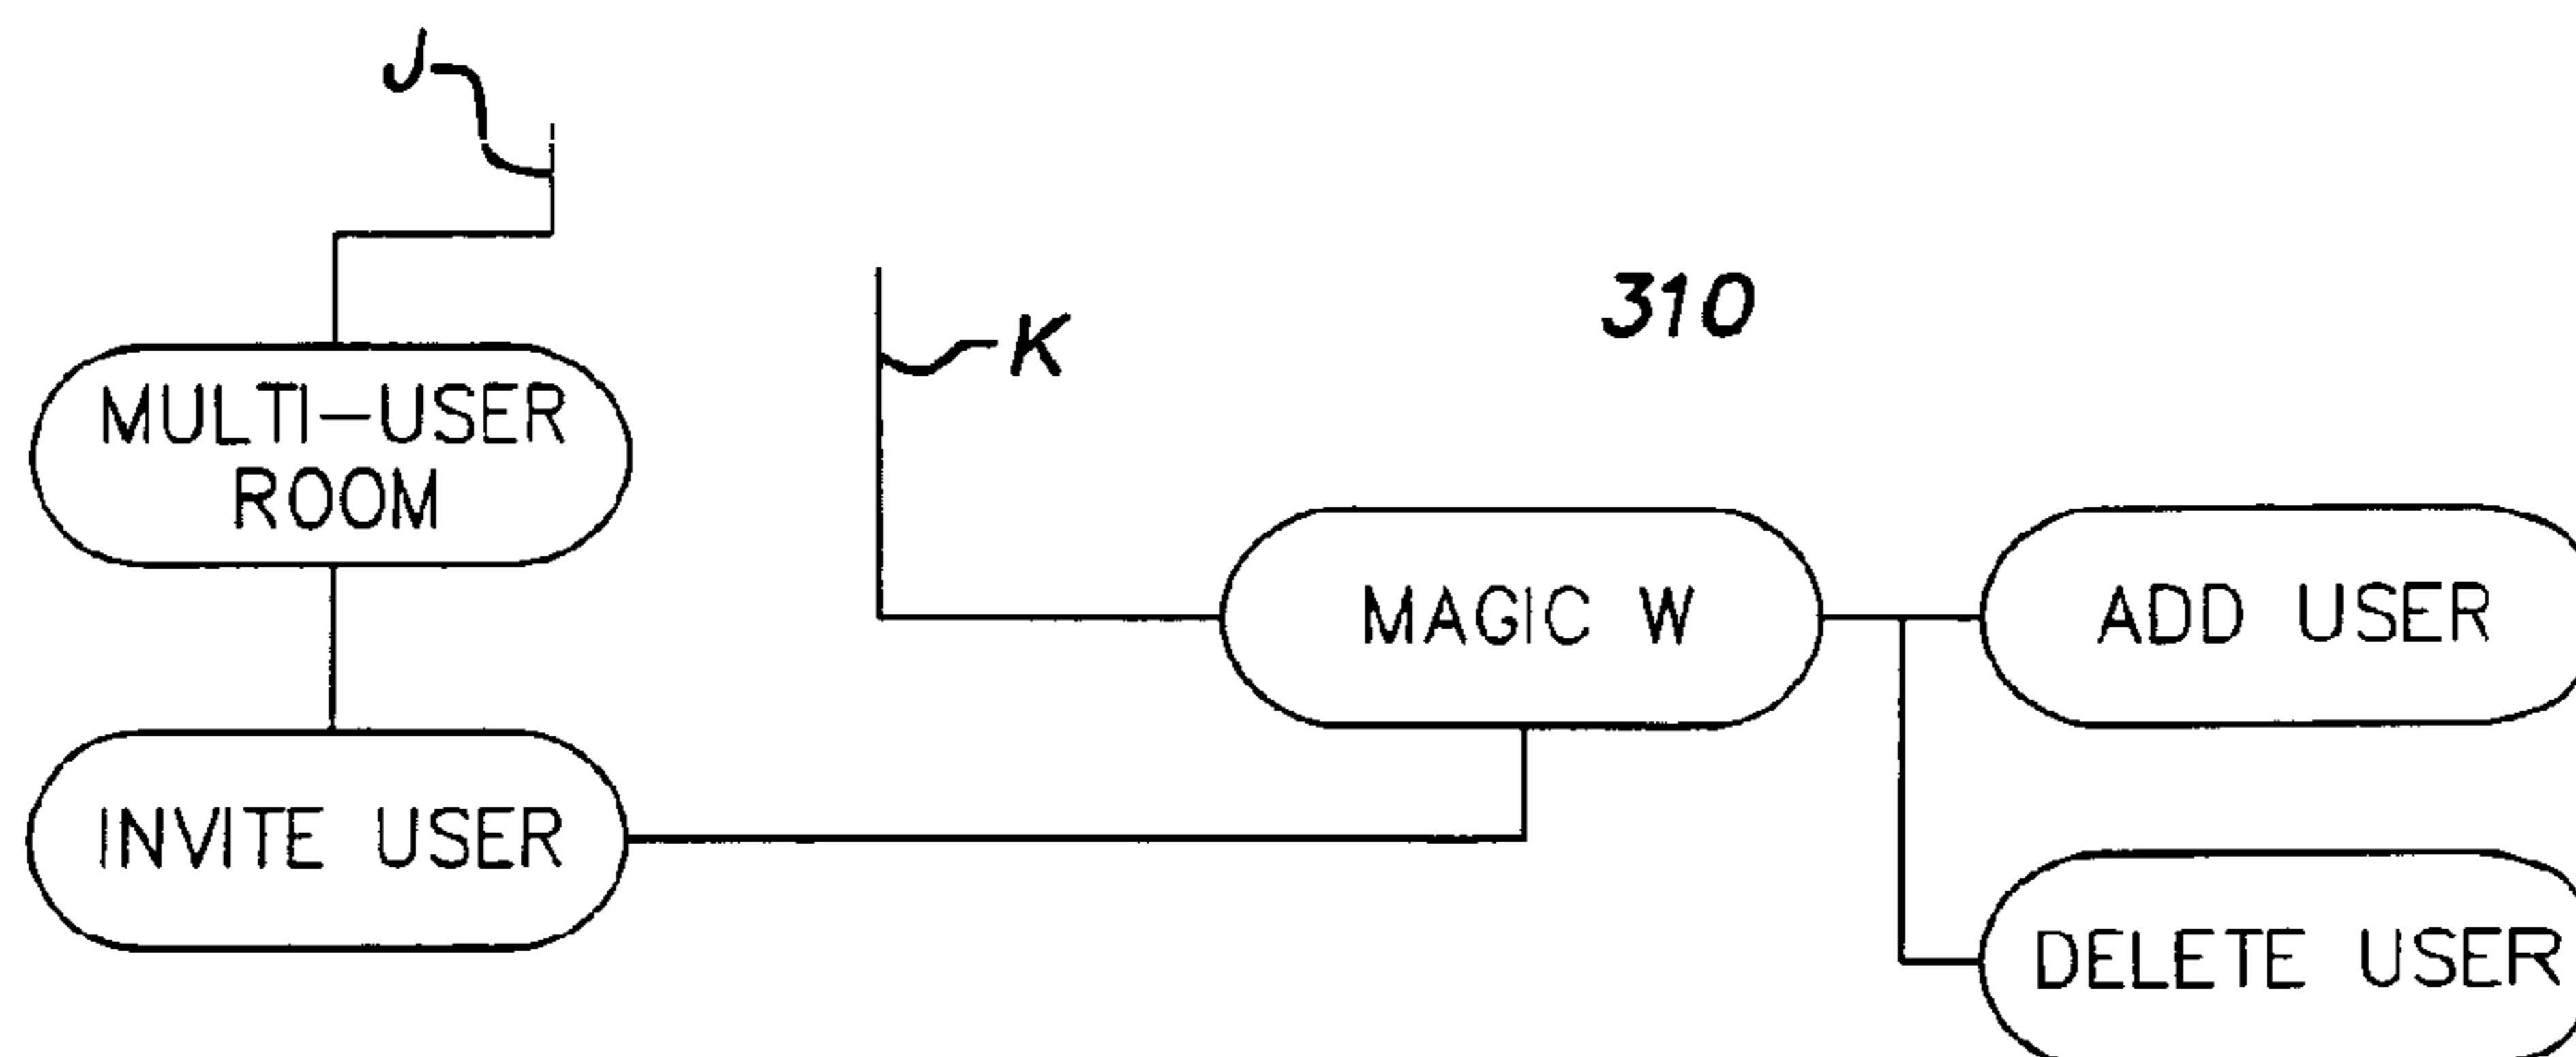 J
K
310
MULTI-USER
ROOM
MAGIC W
ADD USER
INVITE USER
DELETE USER